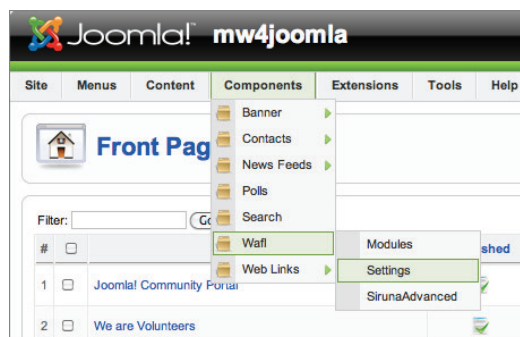 Joomla! mw4joomla
Site Menus Content Components Extensions Tools Help
Banner
Contacts
Front Pag
News Feeds
Polls
Filter: Search
Wafl Modules
# shed
Web Links Settings
1 Joomla! Community Portal
SirunaAdvanced
2 We are Volunteers